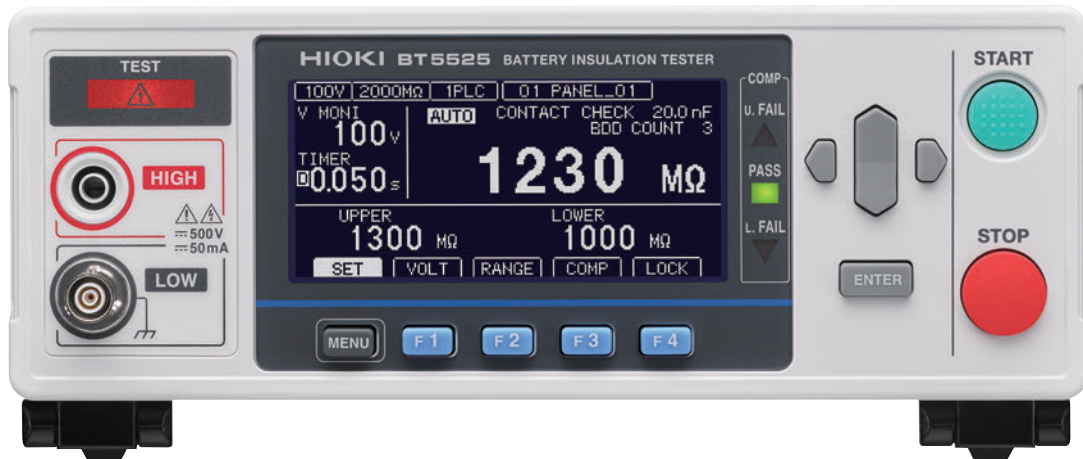 TEST
HIGH
500V
50mA
LOW
HIOKI BT5525 BATTERY INSULATION TESTER
100V 2000MΩ 1PLC 01 PANEL_01
V MONI
100V
AUTO CONTACT CHECK 20.0nF
BDD COUNT 3
TIMER
D0.050s
1230 MΩ
UPPER
1300 MΩ
LOWER
1000 MΩ
SET VOLT RANGE COMP LOCK
MENU F1 F2 F3 F4
COMP
U. FAIL
PASS
L. FAIL
ENTER
START
STOP